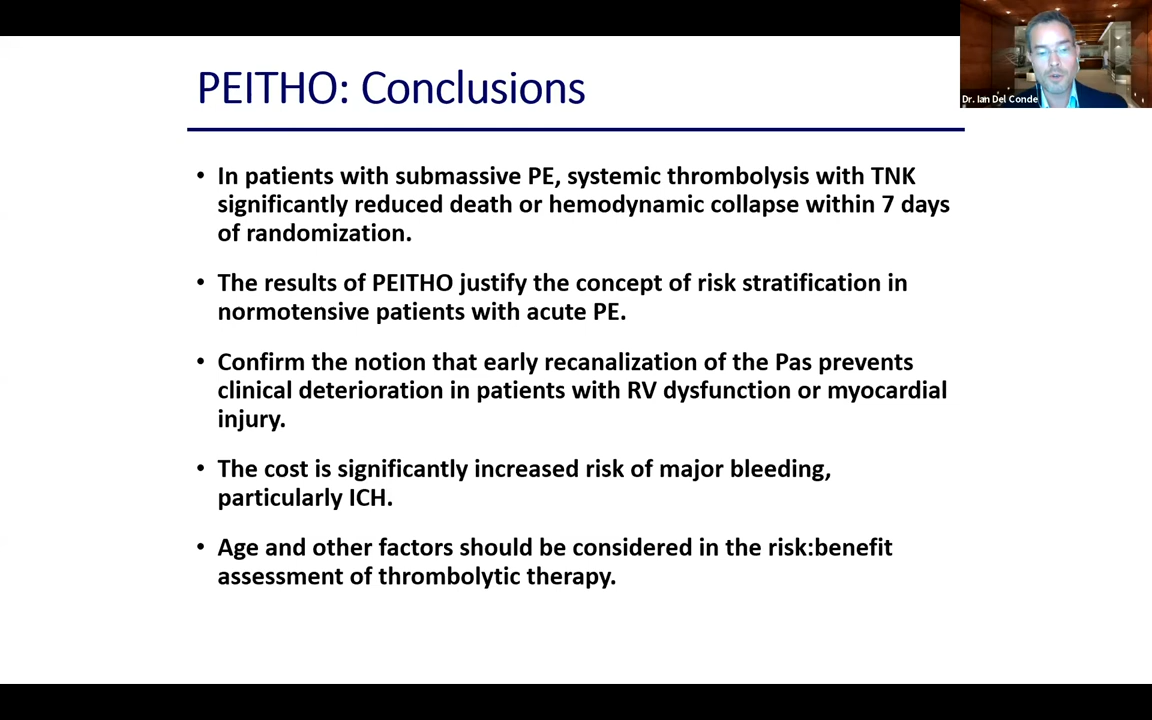 PEITHO: Conclusions
Dr. Ian Del Conde
• In patients with submassive PE, systemic thrombolysis with TNK
significantly reduced death or hemodynamic collapse within 7 days
of randomization.
• The results of PEITHO justify the concept of risk stratification in
normotensive patients with acute PE.
• Confirm the notion that early recanalization of the Pas prevents
clinical deterioration in patients with RV dysfunction or myocardial
injury.
• The cost is significantly increased risk of major bleeding,
particularly ICH.
• Age and other factors should be considered in the risk:benefit
assessment of thrombolytic therapy.